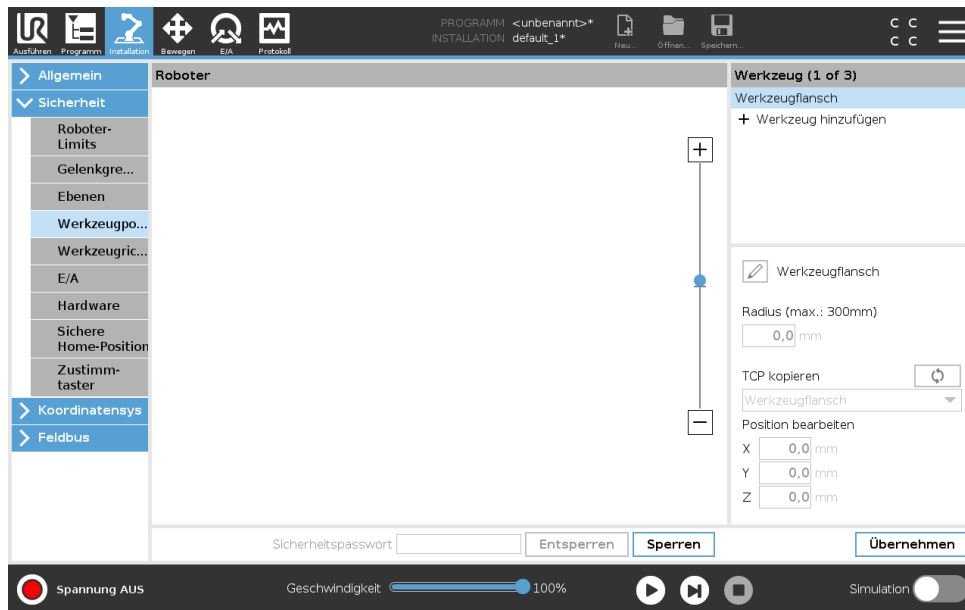 PROGRAMM <unbenannt>*
INSTALLATION default_1*
Ausführen Programm Installation Bewegen E/A Protokoll Neu... Öffnen... Speichern...
C C
C C
Allgemein
Sicherheit
Roboter-
Limits
Gelenkgre...
Ebenen
Werkzeugpo...
Werkzeugric...
E/A
Hardware
Sichere
Home-Position
Zustimm-
taster
Koordinatensys
Feldbus
Roboter
Werkzeug (1 of 3)
Werkzeugflansch
+ Werkzeug hinzufügen
Werkzeugflansch
Radius (max.: 300mm)
0,0 mm
TCP kopieren
Werkzeugflansch
Position bearbeiten
X 0,0 mm
Y 0,0 mm
Z 0,0 mm
Sicherheitspasswort Entsperren Sperren Übernehmen
Spannung AUS Geschwindigkeit 100% Simulation